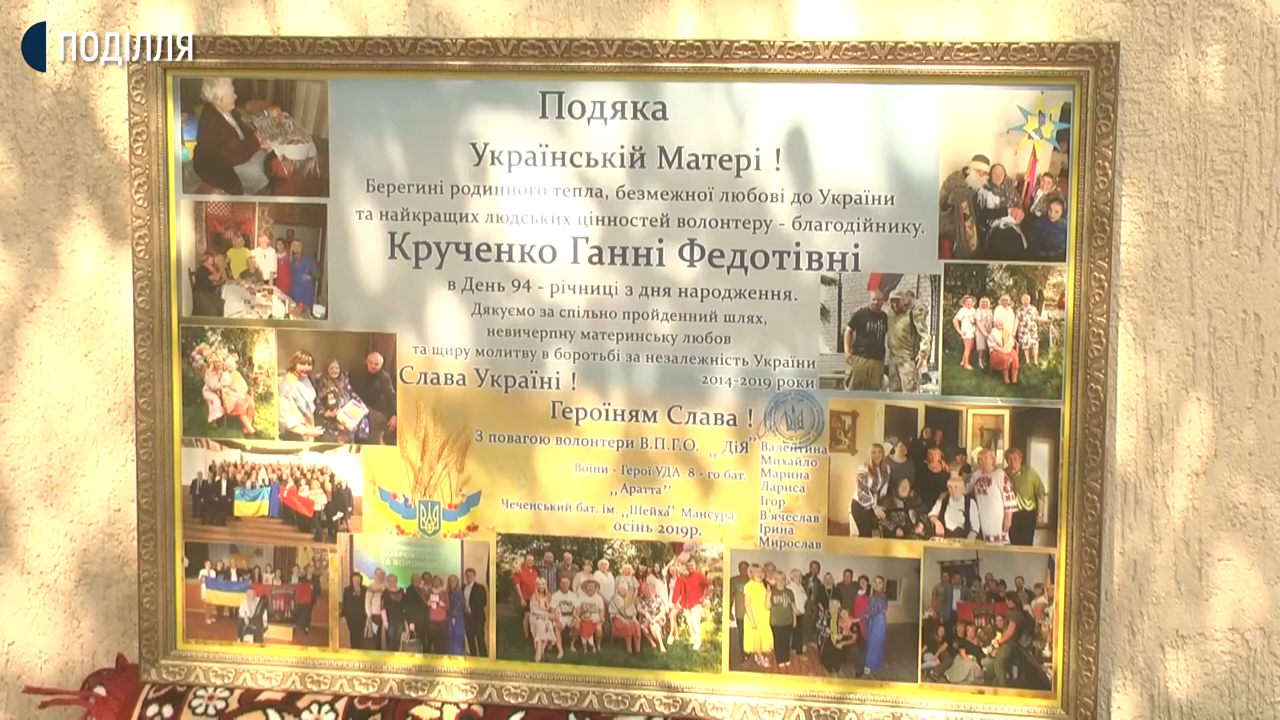 ПОДІЛЛЯ
Подяка
Українській Матері !
Берегині родинного тепла, безмежної любові до України
та найкращих людських цінностей волонтеру - благодійнику.
Крученко Ганні Федотівні
в День 94 - річниці з дня народження.
Дякуємо за спільно пройденний шлях,
невичерпну материнську любов
та щиру молитву в боротьбі за незалежність України
Слава Україні !
2014-2019 роки
Героїням Слава !
З повагою волонтери В.П.Г.О. ,, ДіЯ’’
Воїни - Герої УДА 8 - го бат.
,,Аратта’’
Чеченський бат. ім. ,,Шейха’’ Мансура
осінь 2019р.
Валентина
Михайло
Марина
Лариса
Ігор
В'ячеслав
Ірина
Мирослав